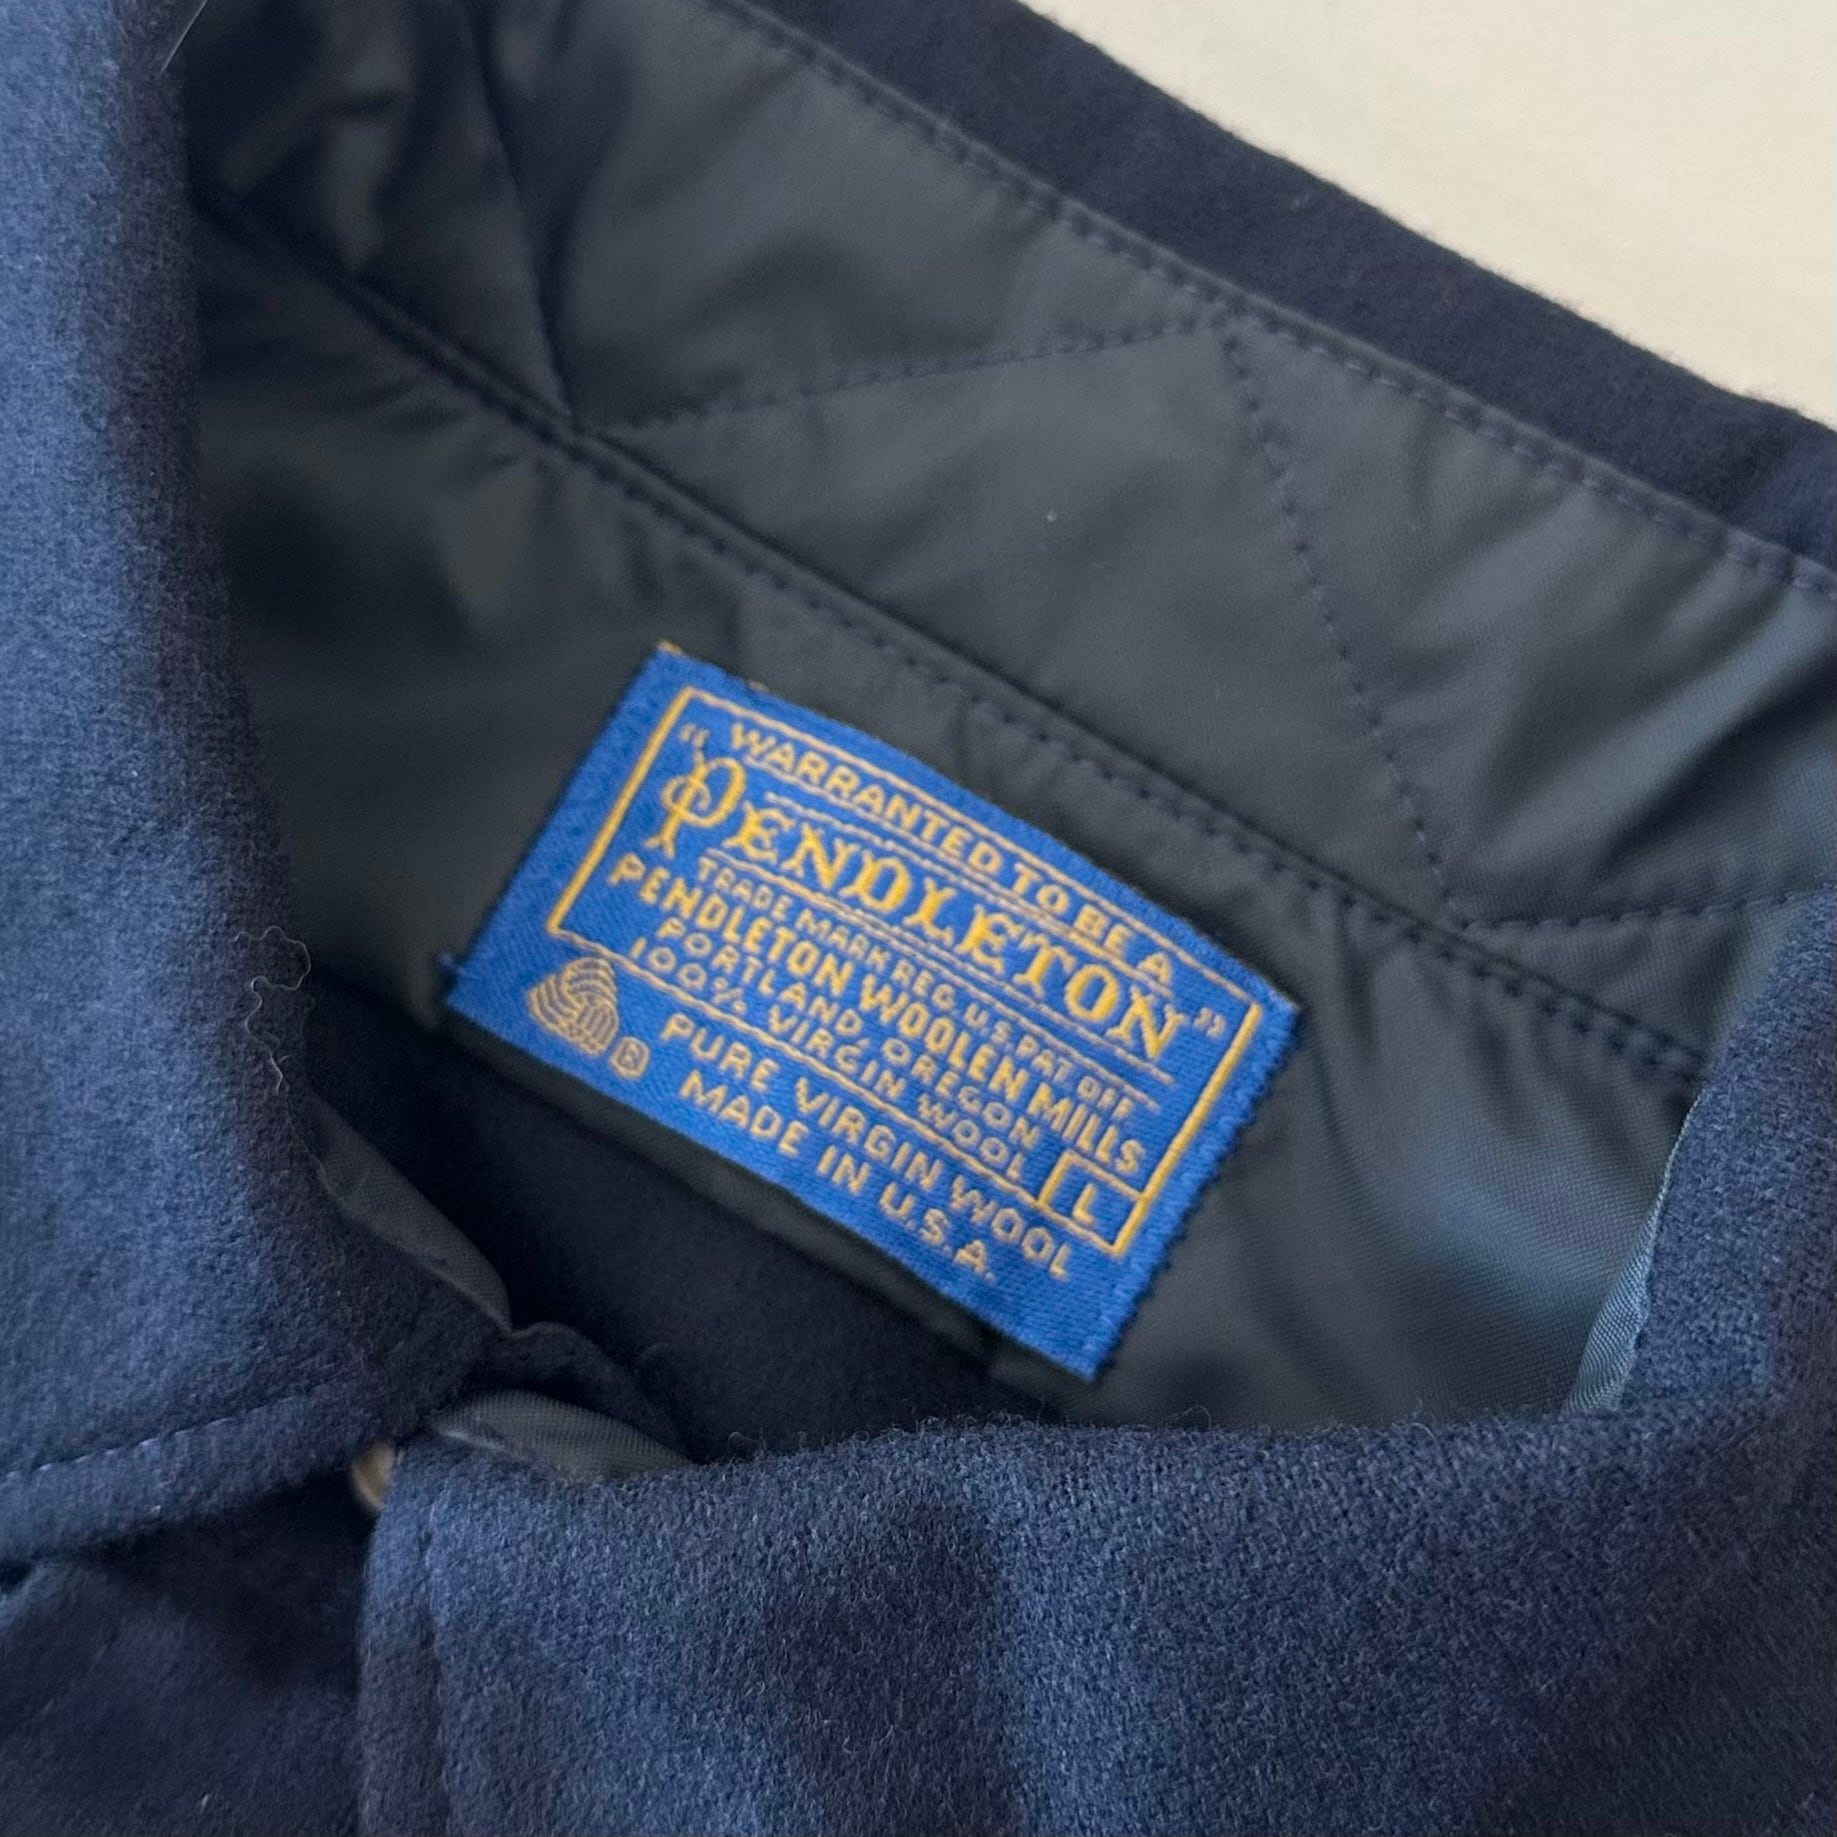 "WARRANTED TO BE A
PENDLETON"
TRADE MARK REG. U.S. PAT. OFF.
PENDLETON WOOLEN MILLS
PORTLAND, OREGON
100% VIRGIN WOOL L
PURE VIRGIN WOOL
MADE IN U.S.A.